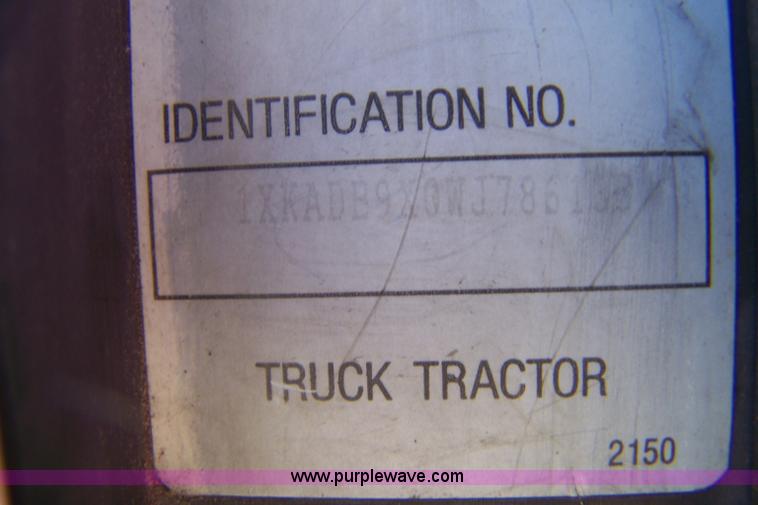 IDENTIFICATION NO.
TRUCK TRACTOR
2150
www.purplewave.com